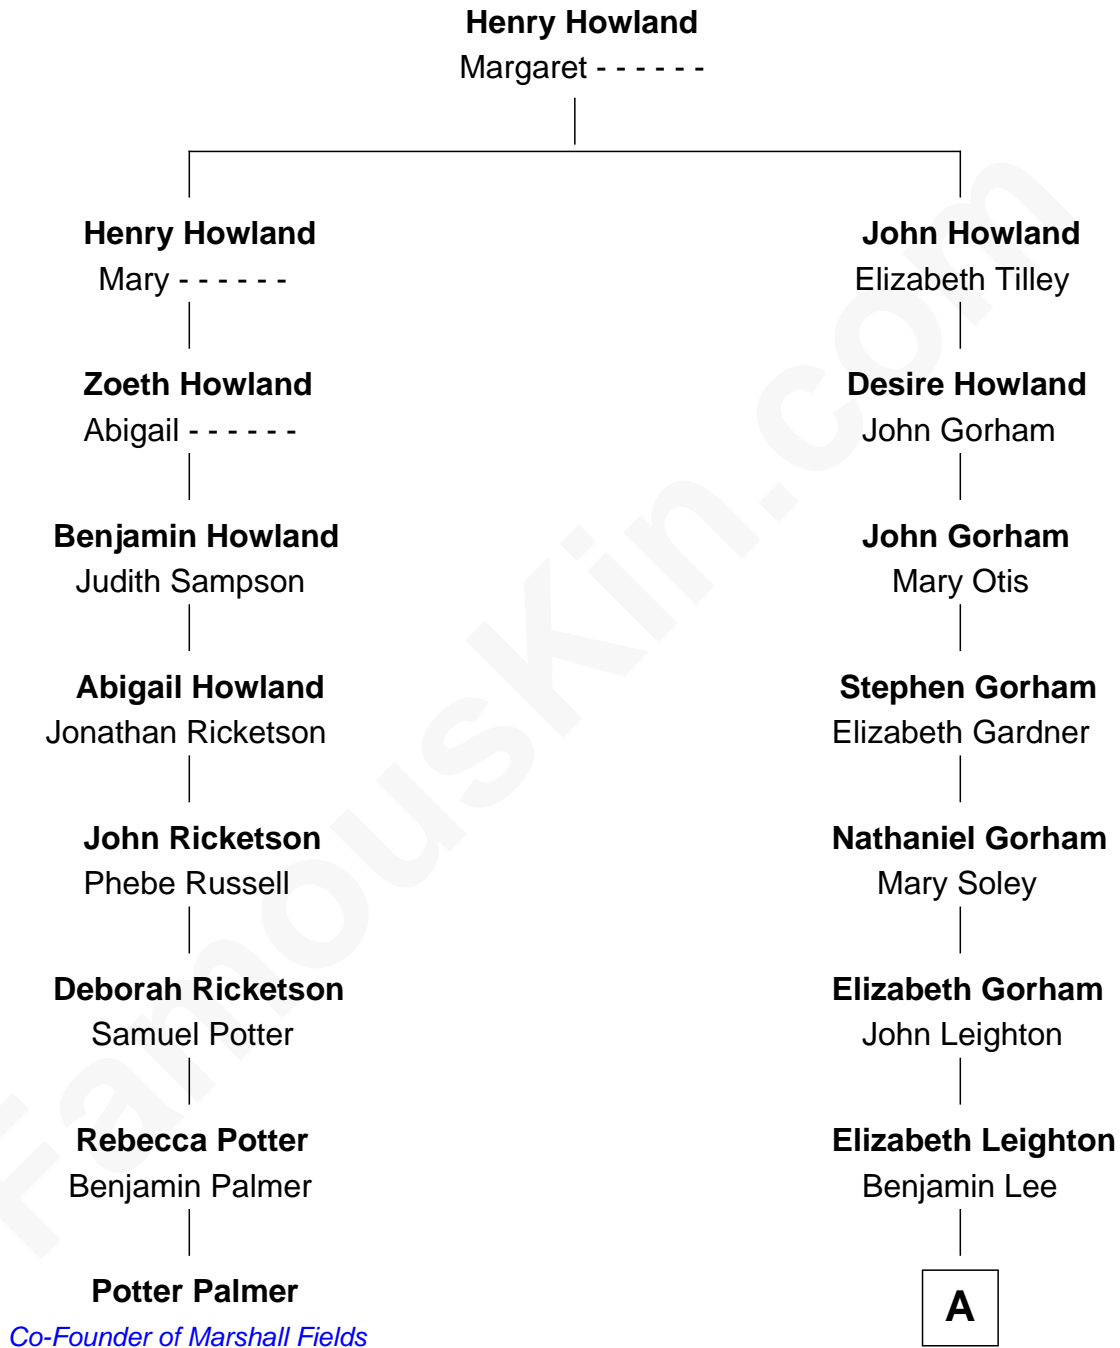 Henry Howland
Margaret - - - - - -
Henry Howland
Mary - - - - - -
John Howland
Elizabeth Tilley
Zoeth Howland
Abigail - - - - - -
Desire Howland
John Gorham
Benjamin Howland
Judith Sampson
John Gorham
Mary Otis
Abigail Howland
Jonathan Ricketson
Stephen Gorham
Elizabeth Gardner
John Ricketson
Phebe Russell
Nathaniel Gorham
Mary Soley
Deborah Ricketson
Samuel Potter
Elizabeth Gorham
John Leighton
Rebecca Potter
Benjamin Palmer
Elizabeth Leighton
Benjamin Lee
Potter Palmer
Co-Founder of Marshall Fields
A
FamousKin.com